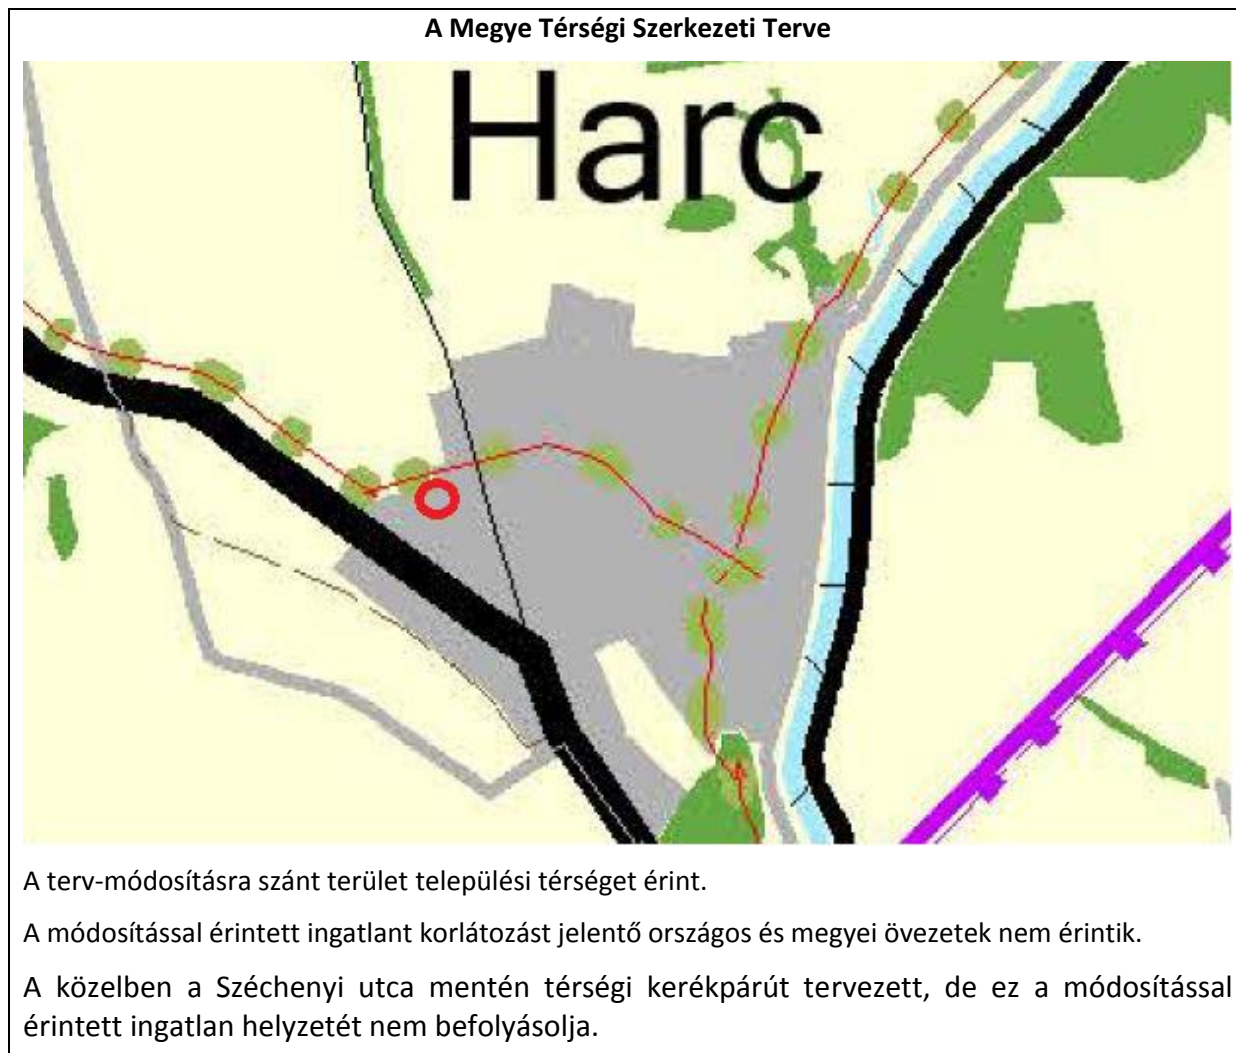 A Megye Térségi Szerkezeti Terve
Harc
A terv-módosításra szánt terület települési térséget érint.
A módosítással érintett ingatlant korlátozást jelentő országos és megyei övezetek nem érintik.
A közelben a Széchenyi utca mentén térségi kerékpárút tervezett, de ez a módosítással
érintett ingatlan helyzetét nem befolyásolja.